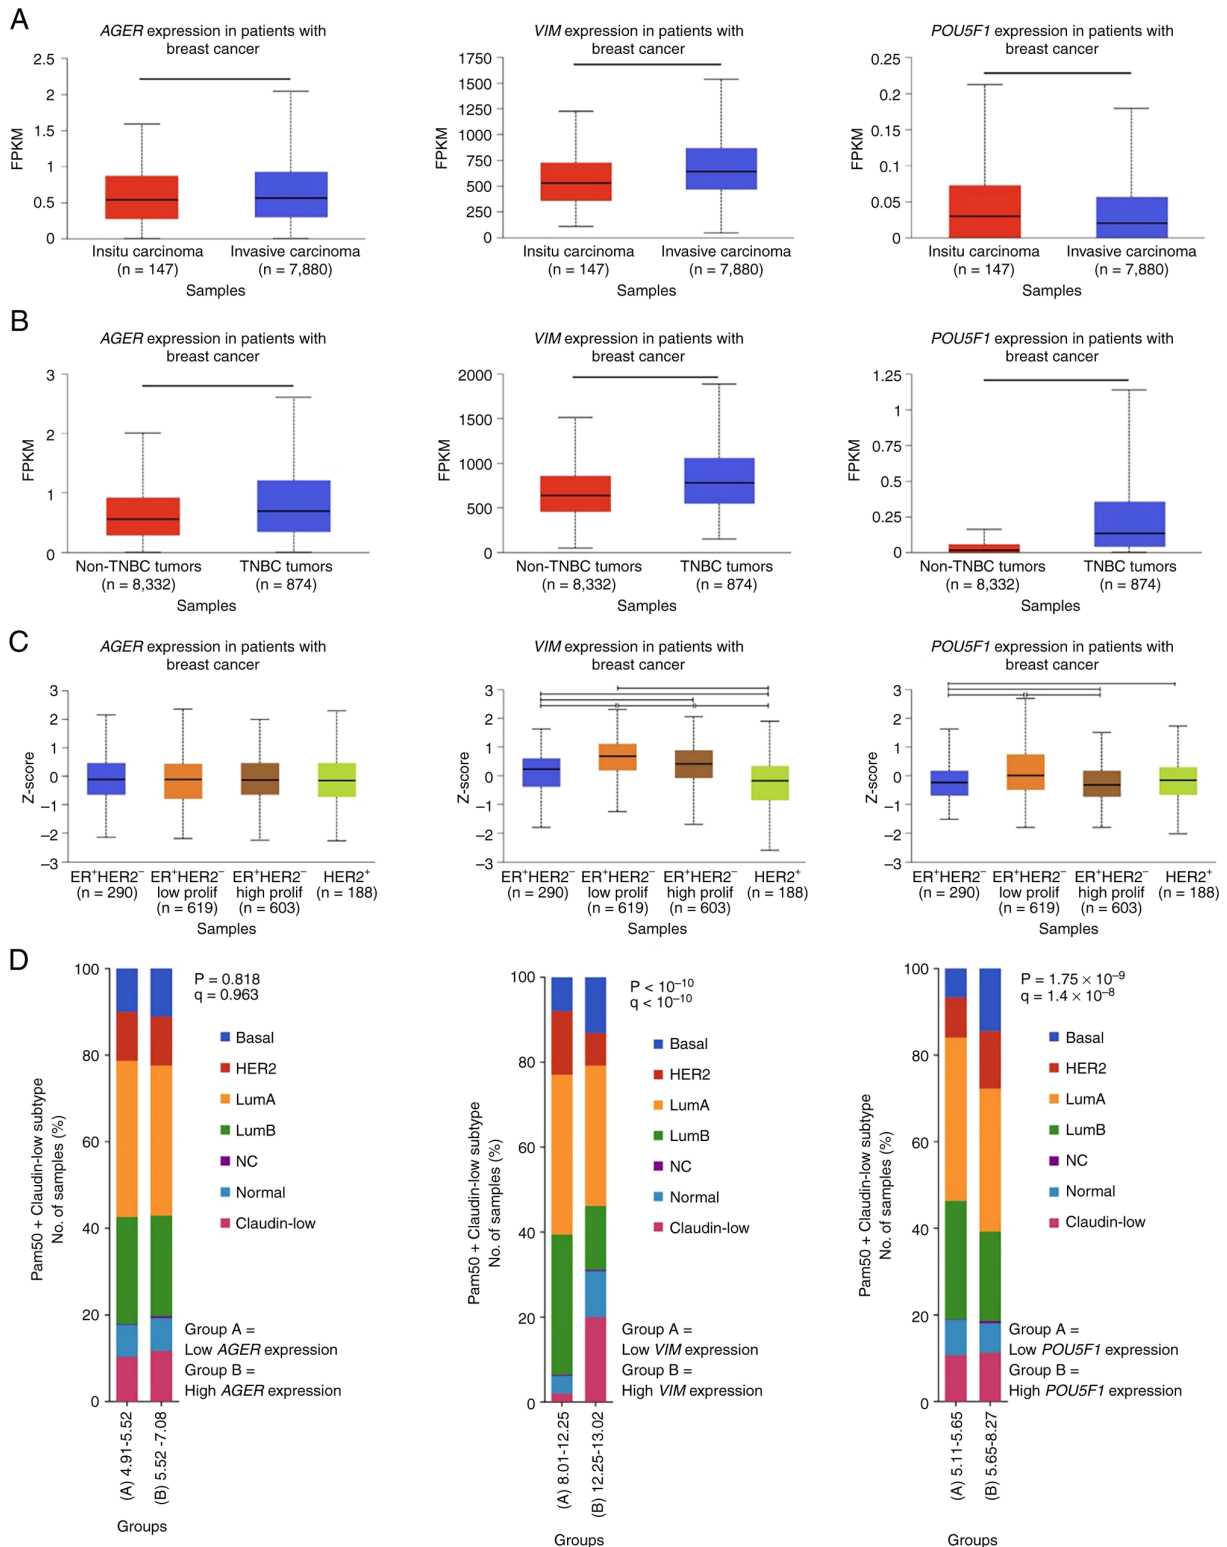 A
AGER expression in patients with
breast cancer
2.5
2
1.5
1
0.5
0
FPKM
Insitu carcinoma
(n = 147)
Invasive carcinoma
(n = 7,880)
Samples
VIM expression in patients with
breast cancer
1750
1500
1250
1000
750
500
250
0
FPKM
Insitu carcinoma
(n = 147)
Invasive carcinoma
(n = 7,880)
Samples
POU5F1 expression in patients with
breast cancer
0.25
0.2
0.15
0.1
0.05
0
FPKM
Insitu carcinoma
(n = 147)
Invasive carcinoma
(n = 7,880)
Samples
B
AGER expression in patients with
breast cancer
3
2
1
0
FPKM
Non-TNBC tumors
(n = 8,332)
TNBC tumors
(n = 874)
Samples
VIM expression in patients with
breast cancer
2000
1500
1000
500
0
FPKM
Non-TNBC tumors
(n = 8,332)
TNBC tumors
(n = 874)
Samples
POU5F1 expression in patients with
breast cancer
1.25
1
0.75
0.5
0.25
0
FPKM
Non-TNBC tumors
(n = 8,332)
TNBC tumors
(n = 874)
Samples
C
AGER expression in patients with
breast cancer
3
2
1
0
–1
–2
–3
Z-score
ER⁺HER2⁻
(n = 290)
ER⁺HER2⁻
low prolif
(n = 619)
ER⁺HER2⁻
high prolif
(n = 603)
HER2⁺
(n = 188)
Samples
VIM expression in patients with
breast cancer
3
2
1
0
–1
–2
–3
Z-score
ER⁺HER2⁻
(n = 290)
ER⁺HER2⁻
low prolif
(n = 619)
ER⁺HER2⁻
high prolif
(n = 603)
HER2⁺
(n = 188)
Samples
POU5F1 expression in patients with
breast cancer
3
2
1
0
–1
–2
–3
Z-score
ER⁺HER2⁻
(n = 290)
ER⁺HER2⁻
low prolif
(n = 619)
ER⁺HER2⁻
high prolif
(n = 603)
HER2⁺
(n = 188)
Samples
D
100
80
60
40
20
0
Pam50 + Claudin-low subtype
No. of samples (%)
P = 0.818
q = 0.963
Basal
HER2
LumA
LumB
NC
Normal
Claudin-low
Group A =
Low AGER expression
Group B =
High AGER expression
(A) 4.91-5.52
(B) 5.52 -7.08
Groups
100
80
60
40
20
0
Pam50 + Claudin-low subtype
No. of samples (%)
P < 10⁻¹⁰
q < 10⁻¹⁰
Basal
HER2
LumA
LumB
NC
Normal
Claudin-low
Group A =
Low VIM expression
Group B =
High VIM expression
(A) 8.01-12.25
(B) 12.25-13.02
Groups
100
80
60
40
20
0
Pam50 + Claudin-low subtype
No. of samples (%)
P = 1.75 × 10⁻⁹
q = 1.4 × 10⁻⁸
Basal
HER2
LumA
LumB
NC
Normal
Claudin-low
Group A =
Low POU5F1 expression
Group B =
High POU5F1 expression
(A) 5.11-5.65
(B) 5.65-8.27
Groups